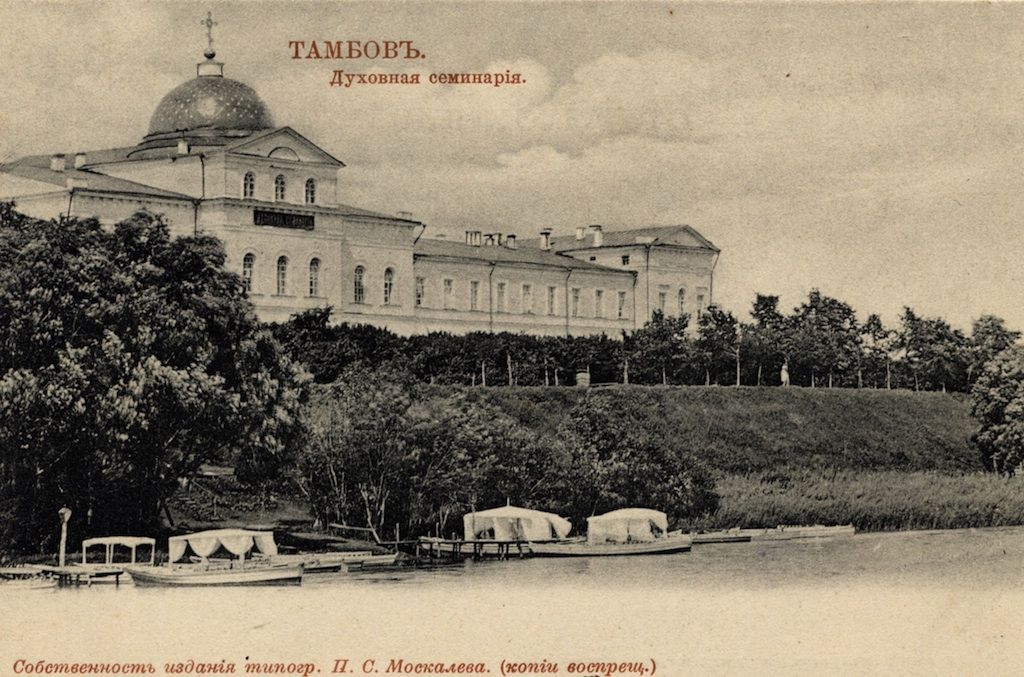 ТАМБОВЪ.
Духовная семинарія.
Собственность изданія типогр. П. С. Москалева. (копіи воспрещ.)